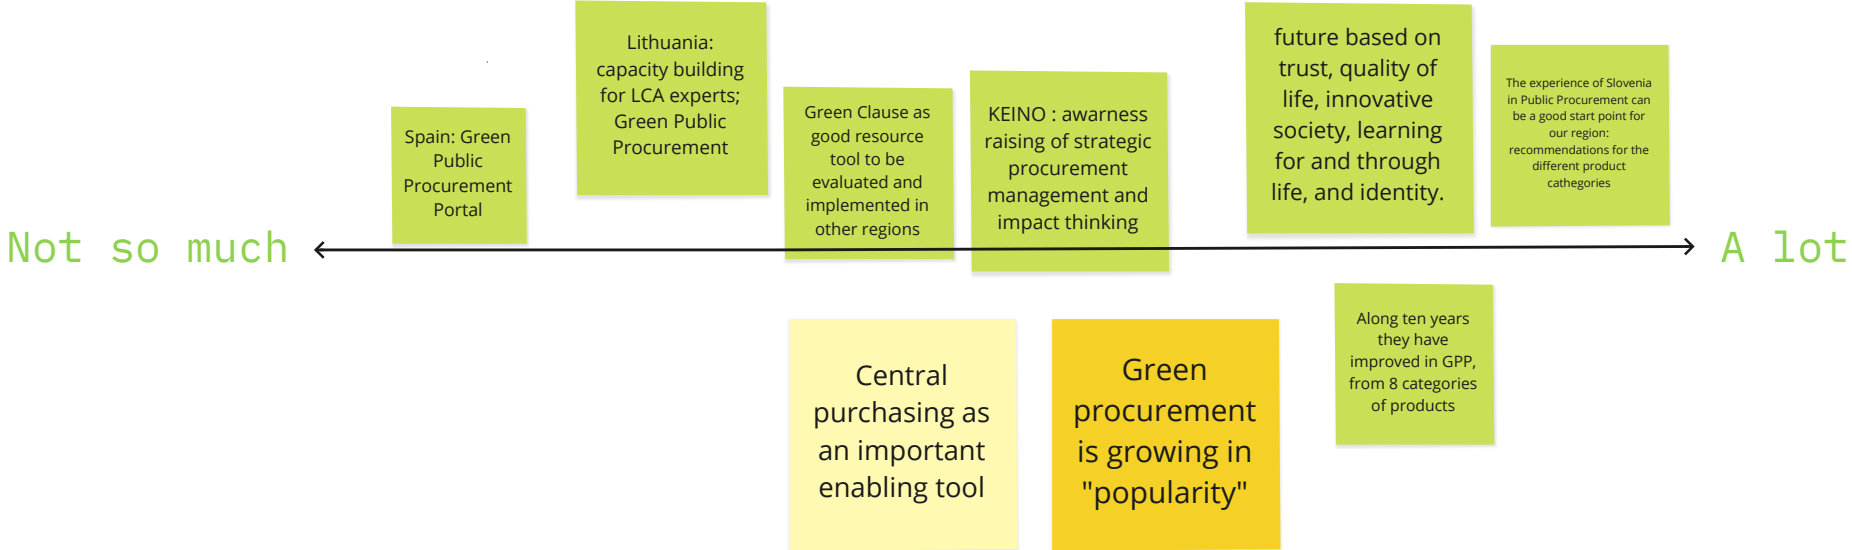 Not so much
Spain: Green
Public
Procurement
Portal
Lithuania:
capacity building
for LCA experts;
Green Public
Procurement
Green Clause as
good resource
tool to be
evaluated and
implemented in
other regions
KEINO : awarness
raising of strategic
procurement
management and
impact thinking
future based on
trust, quality of
life, innovative
society, learning
for and through
life, and identity.
The experience of Slovenia
in Public Procurement can
be a good start point for
our region:
recommendations for the
different product
cathegories
A lot
Central
purchasing as
an important
enabling tool
Green
procurement
is growing in
"popularity"
Along ten years
they have
improved in GPP,
from 8 categories
of products